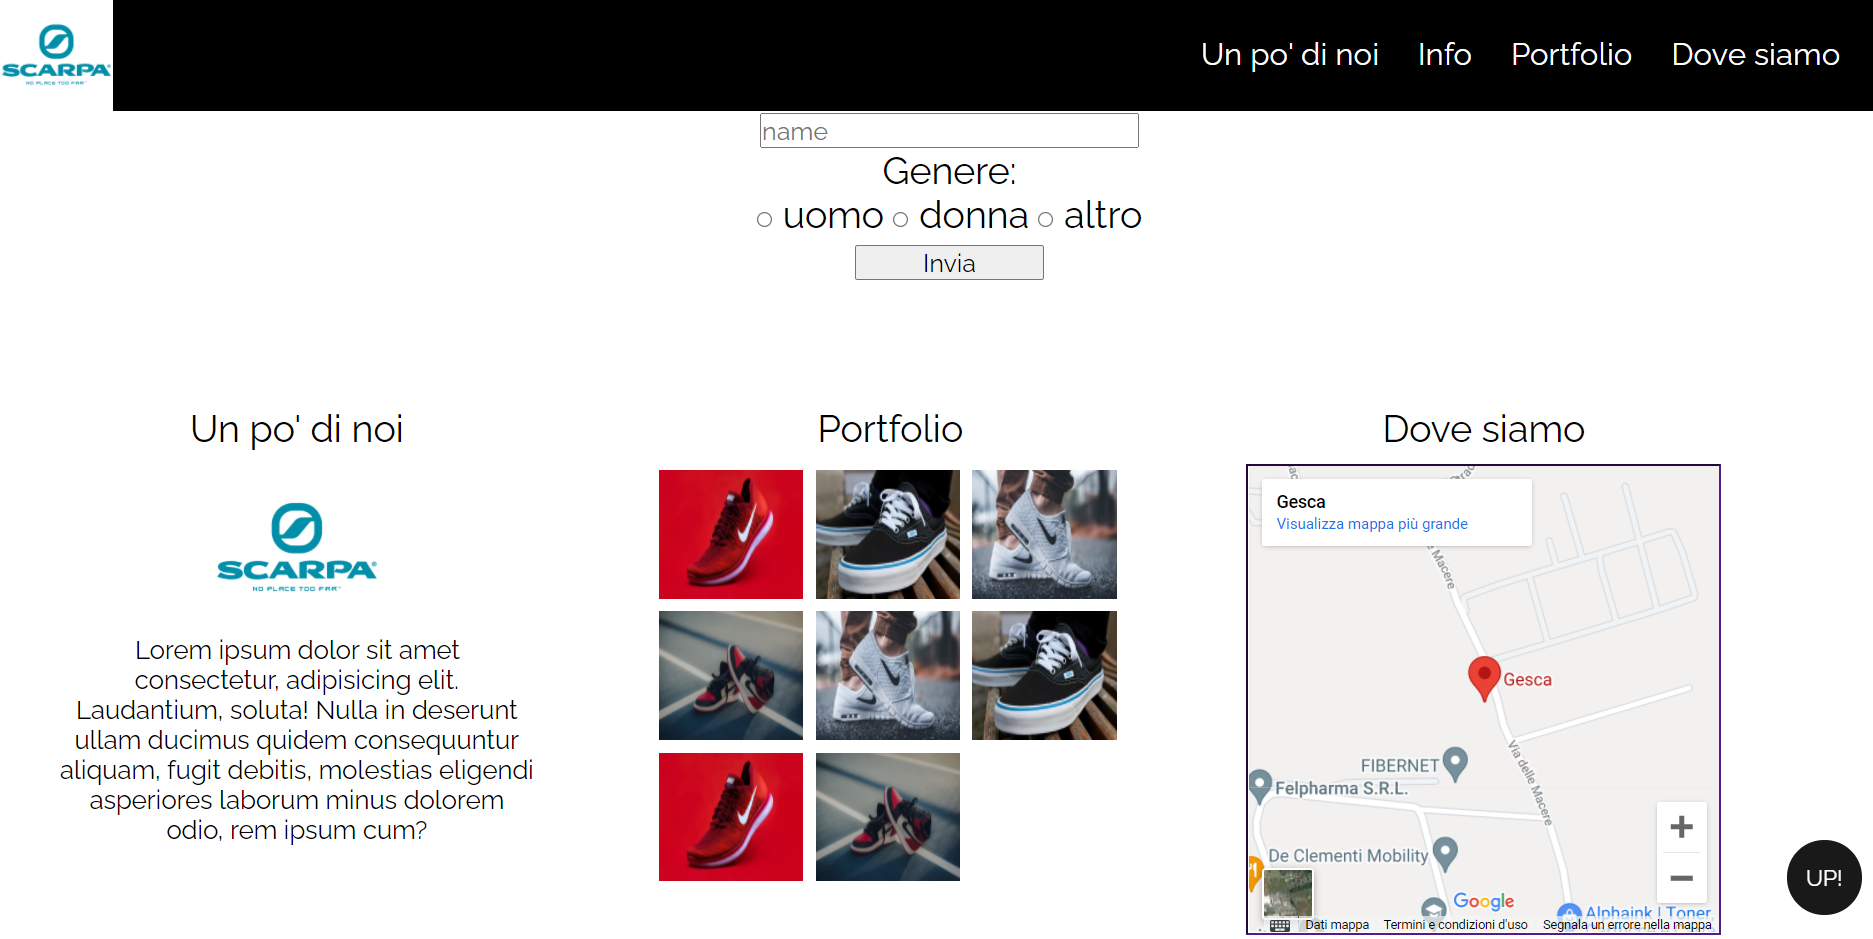 SCARPA
NO PLACE TOO FAR
Un po' di noi
Info
Portfolio
Dove siamo
name
Genere:
uomo donna altro
Invia
Un po' di noi
SCARPA
NO PLACE TOO FAR
Lorem ipsum dolor sit amet
consectetur, adipisicing elit.
Laudantium, soluta! Nulla in deserunt
ullam ducimus quidem consequuntur
aliquam, fugit debitis, molestias eligendi
asperiores laborum minus dolorem
odio, rem ipsum cum?
Portfolio
Dove siamo
Gesca
Visualizza mappa più grande
Macere
Gesca
Via delle Macere
FIBERNET
Felpharma S.R.L.
De Clementi Mobility
Google
Alphaink | Toner,
Dati mappa
Termini e condizioni d'uso
Segnala un errore nella mappa
UP!